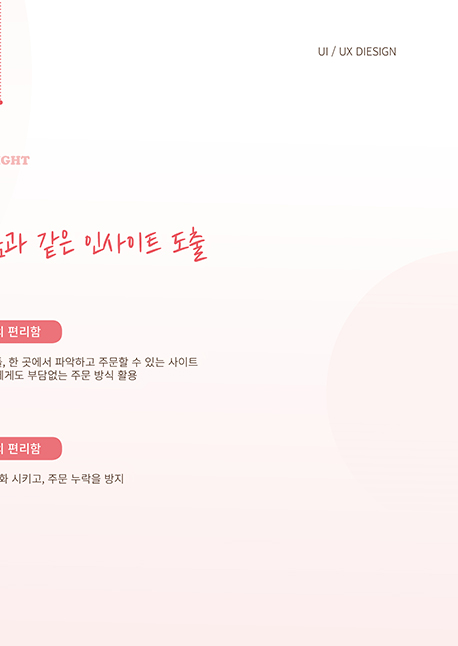 UI / UX DIESIGN
GHT
같은 인사이트 도출
편리함
한 곳에서 파악하고 주문할 수 있는 사이트
에게도 부담없는 주문 방식 활용
편리함
화 시키고, 주문 누락을 방지